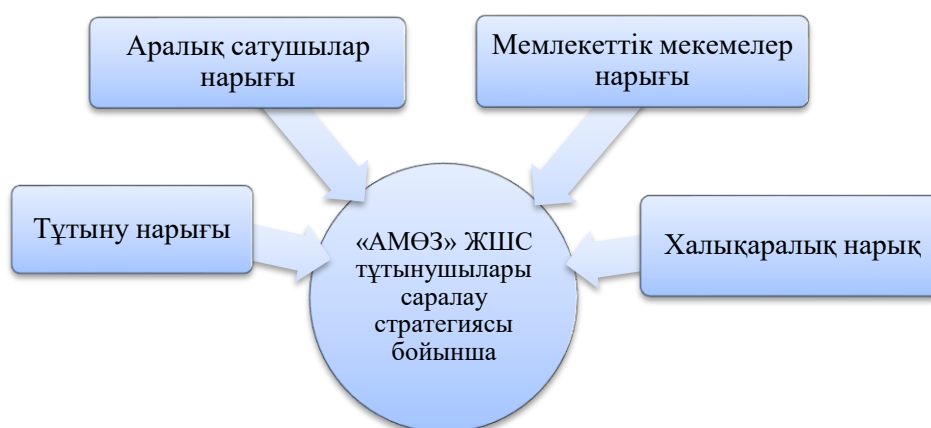 Аралық сатушылар
нарығы
Мемлекеттік мекемелер
нарығы
Тұтыну нарығы
«АМӨЗ» ЖШС
тұтынушылары
саралау
стратегиясы
бойынша
Халықаралық нарық